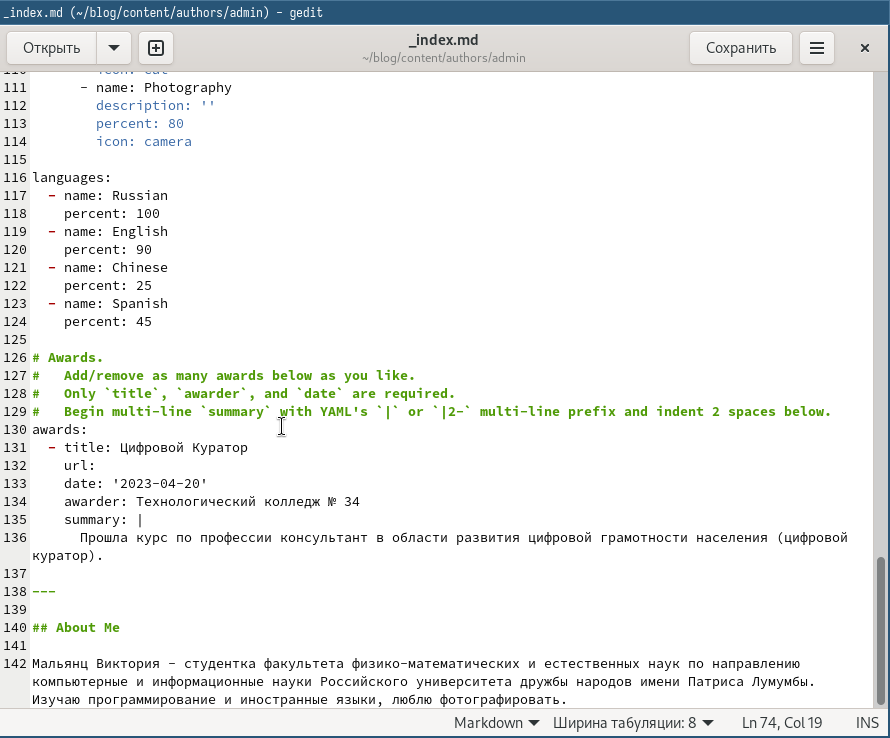 _index.md (~/blog/content/authors/admin) - gedit
Открыть
_index.md
~/blog/content/authors/admin
Сохранить
111 - name: Photography
112 description: ''
113 percent: 80
114 icon: camera
115
116 languages:
117 - name: Russian
118 percent: 100
119 - name: English
120 percent: 90
121 - name: Chinese
122 percent: 25
123 - name: Spanish
124 percent: 45
125
126 # Awards.
127 #   Add/remove as many awards below as you like.
128 #   Only `title`, `awarder`, and `date` are required.
129 #   Begin multi-line `summary` with YAML's `|` or `|2-` multi-line prefix and indent 2 spaces below.
130 awards:
131 - title: Цифровой Куратор
132 url:
133 date: '2023-04-20'
134 awarder: Технологический колледж № 34
135 summary: |
136 Прошла курс по профессии консультант в области развития цифровой грамотности населения (цифровой
куратор).
137
138 ---
139
140 ## About Me
141
142 Мальянц Виктория - студентка факультета физико-математических и естественных наук по направлению
компьютерные и информационные науки Российского университета дружбы народов имени Патриса Лумумбы.
Изучаю программирование и иностранные языки, люблю фотографировать.
Markdown Ширина табуляции: 8 Ln 74, Col 19 INS